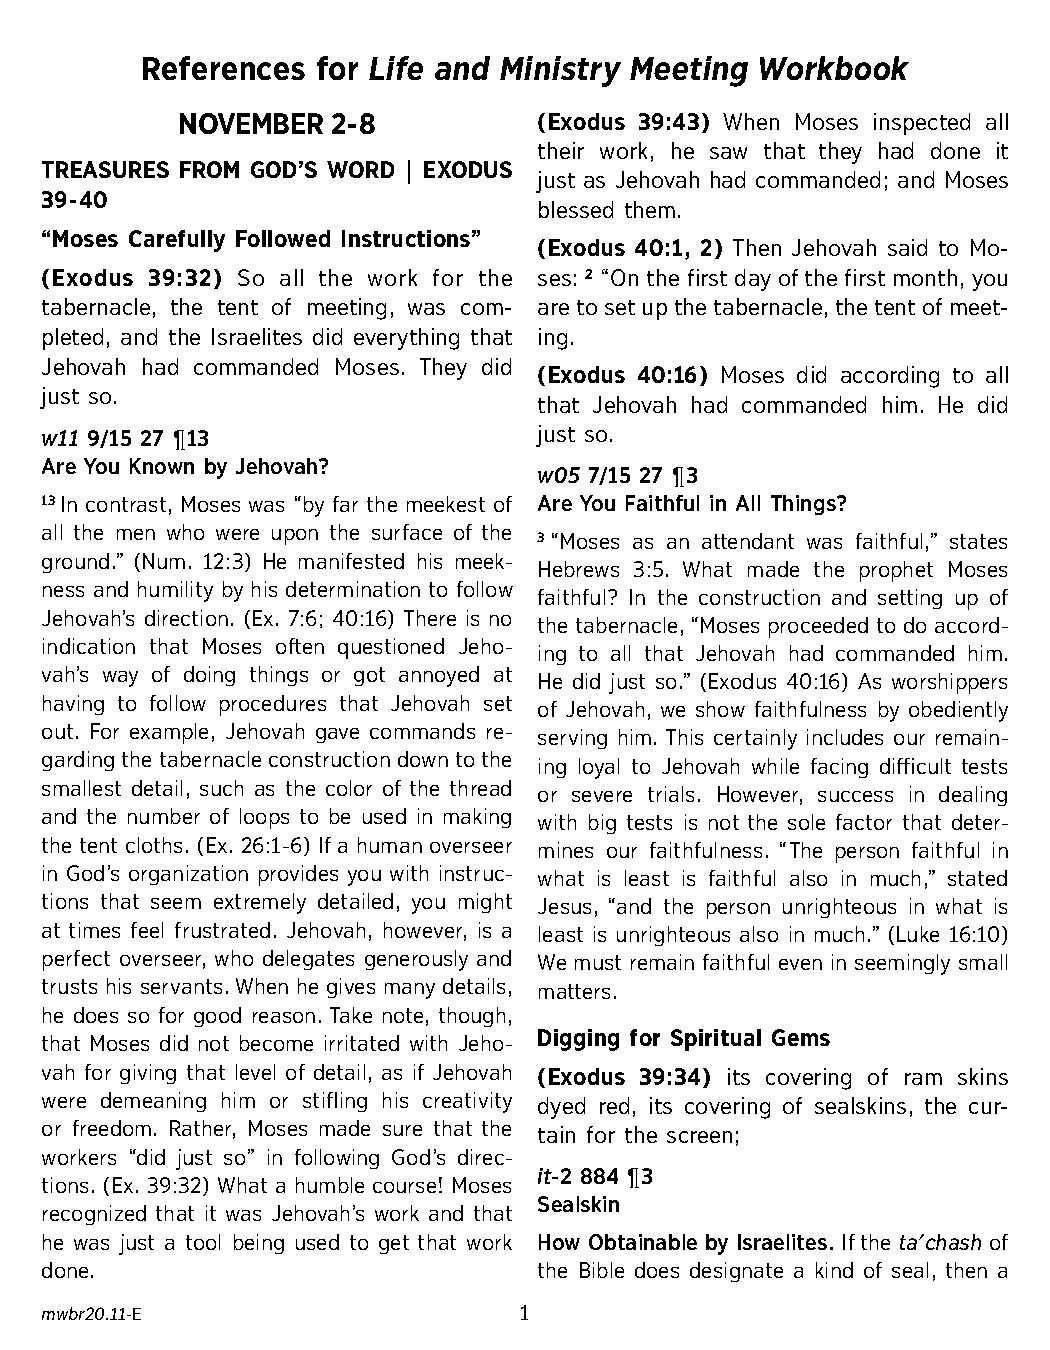 References for Life and Ministry Meeting Workbook
NOVEMBER 2-8
TREASURES FROM GOD’S WORD | EXODUS
39-40
“Moses Carefully Followed Instructions”
(Exodus 39:32) So all the work for the
tabernacle, the tent of meeting, was com-
pleted, and the Israelites did everything that
Jehovah had commanded Moses. They did
just so.
w11 9/15 27 ¶13
Are You Known by Jehovah?
13 In contrast, Moses was “by far the meekest of
all the men who were upon the surface of the
ground.” (Num. 12:3) He manifested his meek-
ness and humility by his determination to follow
Jehovah’s direction. (Ex. 7:6; 40:16) There is no
indication that Moses often questioned Jeho-
vah’s way of doing things or got annoyed at
having to follow procedures that Jehovah set
out. For example, Jehovah gave commands re-
garding the tabernacle construction down to the
smallest detail, such as the color of the thread
and the number of loops to be used in making
the tent cloths. (Ex. 26:1-6) If a human overseer
in God’s organization provides you with instruc-
tions that seem extremely detailed, you might
at times feel frustrated. Jehovah, however, is a
perfect overseer, who delegates generously and
trusts his servants. When he gives many details,
he does so for good reason. Take note, though,
that Moses did not become irritated with Jeho-
vah for giving that level of detail, as if Jehovah
were demeaning him or stifling his creativity
or freedom. Rather, Moses made sure that the
workers “did just so” in following God’s direc-
tions. (Ex. 39:32) What a humble course! Moses
recognized that it was Jehovah’s work and that
he was just a tool being used to get that work
done.
(Exodus 39:43) When Moses inspected all
their work, he saw that they had done it
just as Jehovah had commanded; and Moses
blessed them.
(Exodus 40:1, 2) Then Jehovah said to Mo-
ses: 2 “On the first day of the first month, you
are to set up the tabernacle, the tent of meet-
ing.
(Exodus 40:16) Moses did according to all
that Jehovah had commanded him. He did
just so.
w05 7/15 27 ¶3
Are You Faithful in All Things?
3 “Moses as an attendant was faithful,” states
Hebrews 3:5. What made the prophet Moses
faithful? In the construction and setting up of
the tabernacle, “Moses proceeded to do accord-
ing to all that Jehovah had commanded him.
He did just so.” (Exodus 40:16) As worshippers
of Jehovah, we show faithfulness by obediently
serving him. This certainly includes our remain-
ing loyal to Jehovah while facing difficult tests
or severe trials. However, success in dealing
with big tests is not the sole factor that deter-
mines our faithfulness. “The person faithful in
what is least is faithful also in much,” stated
Jesus, “and the person unrighteous in what is
least is unrighteous also in much.” (Luke 16:10)
We must remain faithful even in seemingly small
matters.
Digging for Spiritual Gems
(Exodus 39:34) its covering of ram skins
dyed red, its covering of sealskins, the cur-
tain for the screen;
it-2 884 ¶3
Sealskin
How Obtainable by Israelites. If the ta′chash of
the Bible does designate a kind of seal, then a
mwbr20.11-E
1